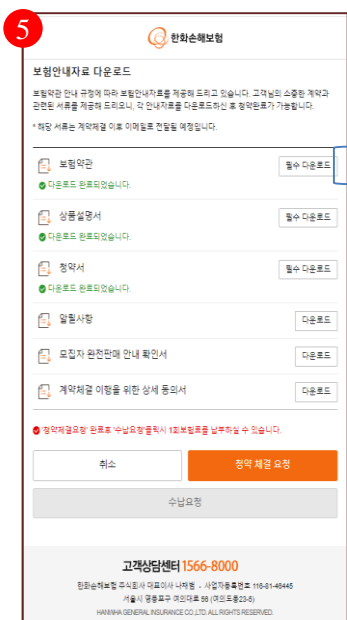 5
한화손해보험
보험안내자료 다운로드
보험약관 안내 규정에 따라 보험안내자료를 제공해 드리고 있습니다. 고객님의 소중한 계약과
관련된 서류를 제공해 드리오니, 각 안내자료를 다운로드하신 후 청약완료가 가능합니다.
* 해당 서류는 계약체결 이후 이메일로 전달될 예정입니다.
보험약관
필수 다운로드
다운로드 완료되었습니다.
상품설명서
필수 다운로드
다운로드 완료되었습니다.
청약서
필수 다운로드
다운로드 완료되었습니다.
알릴사항
다운로드
모집자 완전판매 안내 확인서
다운로드
계약체결 이행을 위한 상세 동의서
다운로드
'청약체결요청' 완료후 '수납요청'클릭시 1회보험료를 납부하실 수 있습니다.
취소
청약 체결 요청
수납요청
고객상담센터 1566-8000
한화손해보험 주식회사 대표이사 나채범 , 사업자등록번호 116-81-46445
서울시 영등포구 여의대로 56 (여의도동23-5)
HANWHA GENERAL INSURANCE CO.,LTD. ALL RIGHTS RESERVED.